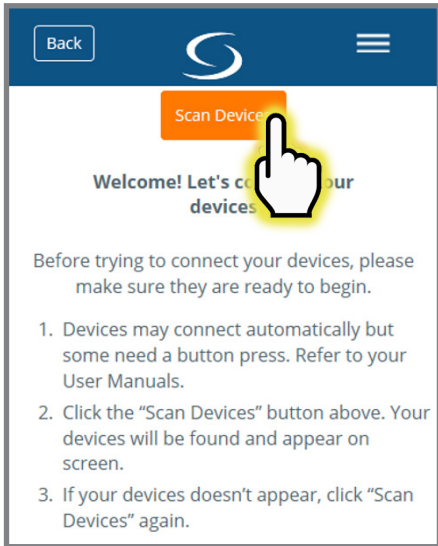 Back
Scan Device
Welcome! Let's c our
devices
Before trying to connect your devices, please
make sure they are ready to begin.
1. Devices may connect automatically but
some need a button press. Refer to your
User Manuals.
2. Click the “Scan Devices” button above. Your
devices will be found and appear on
screen.
3. If your devices doesn’t appear, click “Scan
Devices” again.